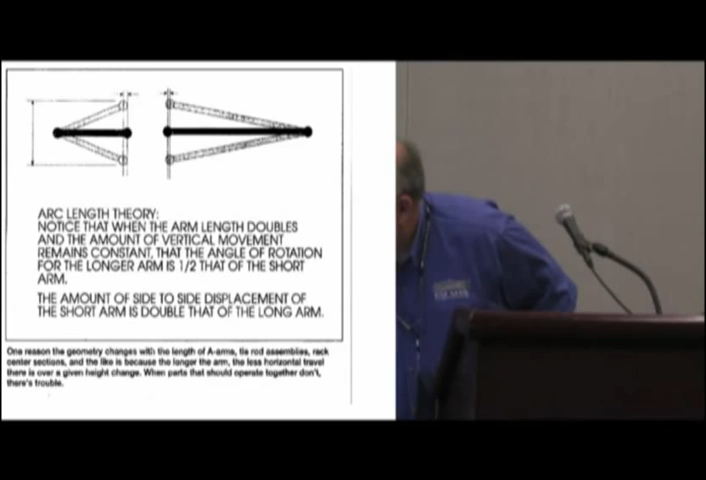 ARC LENGTH THEORY:
NOTICE THAT WHEN THE ARM LENGTH DOUBLES
AND THE AMOUNT OF VERTICAL MOVEMENT
REMAINS CONSTANT, THAT THE ANGLE OF ROTATION
FOR THE LONGER ARM IS 1/2 THAT OF THE SHORT
ARM.
THE AMOUNT OF SIDE TO SIDE DISPLACEMENT OF
THE SHORT ARM IS DOUBLE THAT OF THE LONG ARM.
One reason the geometry changes with the length of A-arms, tie rod assemblies, rack
center sections, and the like is because the longer the arm, the less horizontal travel
there is over a given height change. When parts that should operate together don't,
there's trouble.